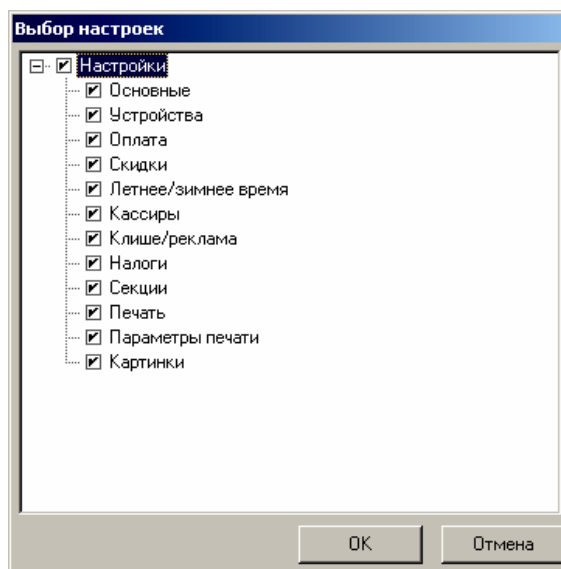 Выбор настроек
Настройки
Основные
Устройства
Оплата
Скидки
Летнее/зимнее время
Кассиры
Клише/реклама
Налоги
Секции
Печать
Параметры печати
Картинки
OK Отмена